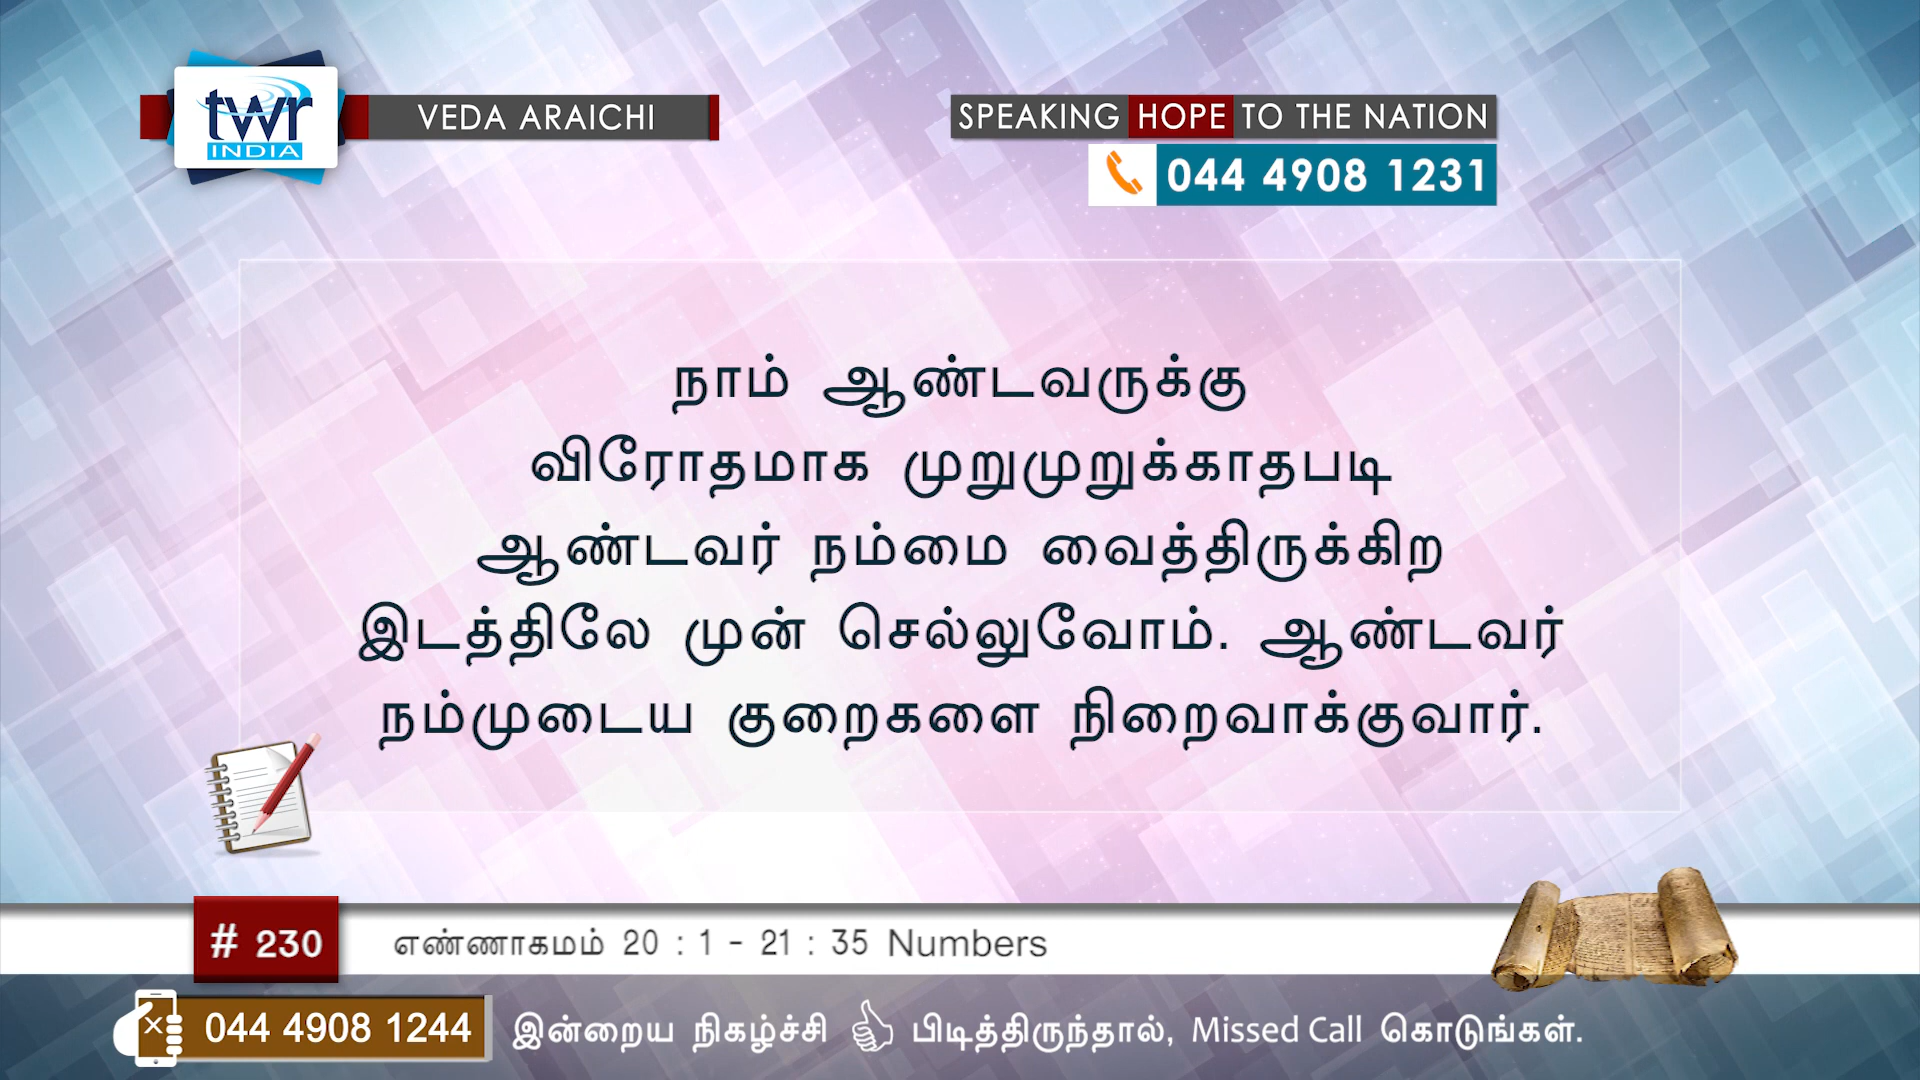 twr
INDIA
VEDA ARAICHI
SPEAKING HOPE TO THE NATION
044 4908 1231
நாம் ஆண்டவருக்கு
விரோதமாக முறுமுறுக்காதபடி
ஆண்டவர் நம்மை வைத்திருக்கிற
இடத்திலே முன் செல்லுவோம். ஆண்டவர்
நம்முடைய குறைகளை நிறைவாக்குவார்.
# 230
எண்ணாகமம் 20 : 1 - 21 : 35 Numbers
044 4908 1244
இன்றைய நிகழ்ச்சி பிடித்திருந்தால், Missed Call கொடுங்கள்.